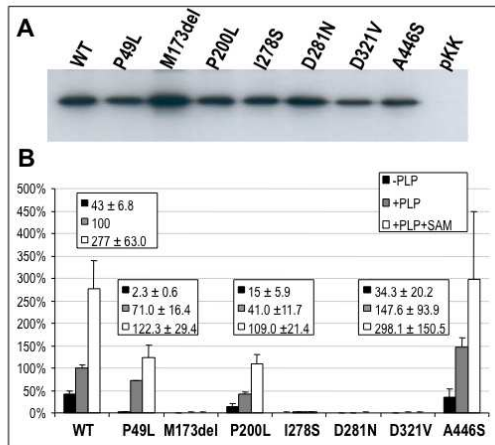 A
WT P49L M173del P200L I278S D281N D321V A446S pKK
B
500%
450%
400%
350%
300%
250%
200%
150%
100%
50%
0%
-PLP
+PLP
+PLP+SAM
43 ± 6.8
100
277 ± 63.0
2.3 ± 0.6
71.0 ± 16.4
122.3 ± 29.4
15 ± 5.9
41.0 ±11.7
109.0 ±21.4
34.3 ± 20.2
147.6 ± 93.9
298.1 ± 150.5
WT P49L M173del P200L I278S D281N D321V A446S